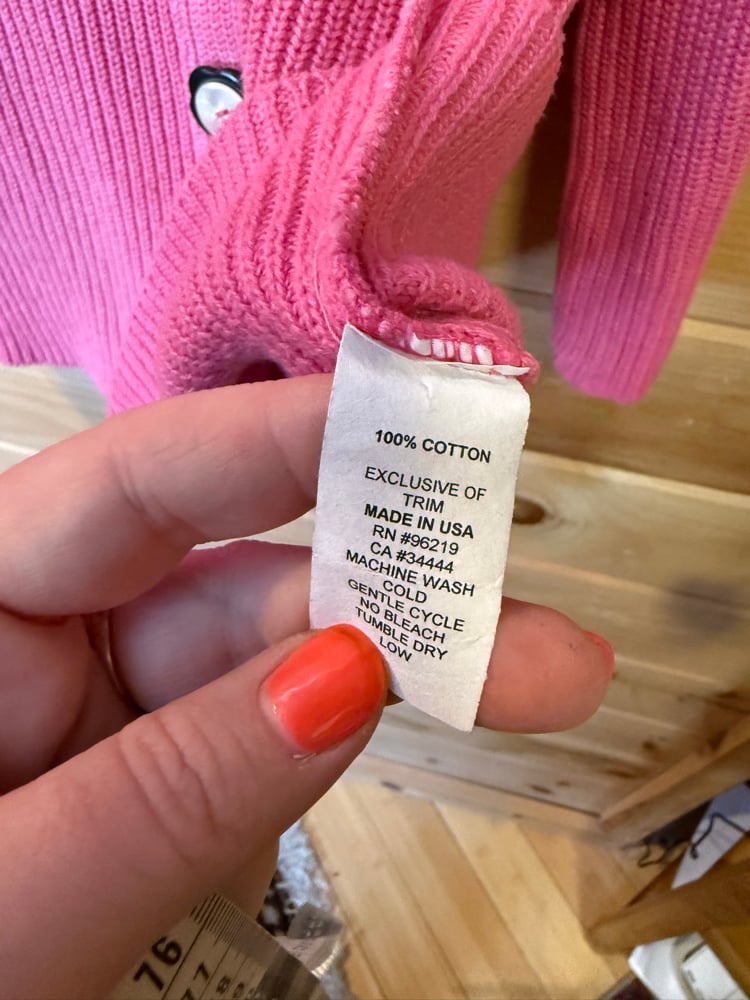 100% COTTON
EXCLUSIVE OF
TRIM
MADE IN USA
RN #96219
CA #34444
MACHINE WASH
COLD
GENTLE CYCLE
NO BLEACH
TUMBLE DRY
LOW
76
77
8